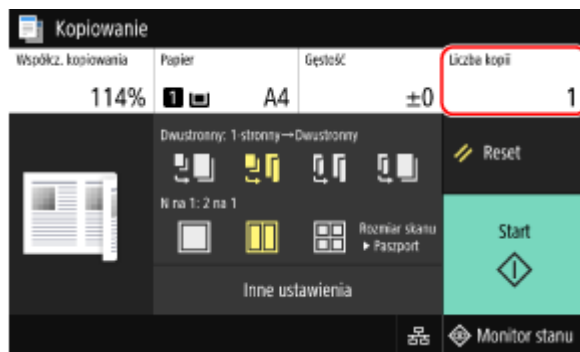 Kopiowanie
Współcz. kopiowania
114%
Papier
1 A4
Gęstość
±0
Liczba kopii
1
Dwustronny: 1-stronny→Dwustronny
N na 1: 2 na 1
Rozmiar skanu
▸ Paszport
Inne ustawienia
Reset
Start
Monitor stanu